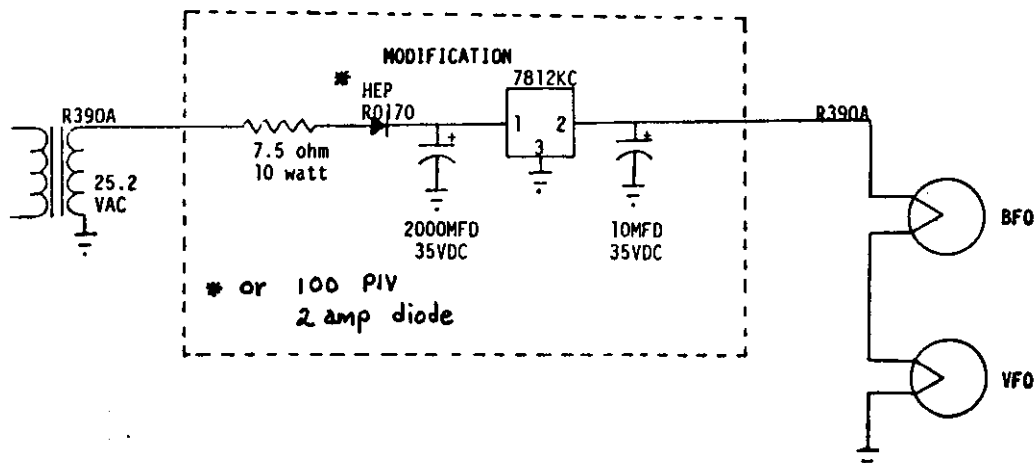 MODIFICATION
*
HEP
R0170
7812KC
R390A
R390A
1
2
3
+
+
7.5 ohm
10 watt
25.2
VAC
2000MFD
35VDC
10MFD
35VDC
BFO
* or 100 PIV
2 amp diode
VFO